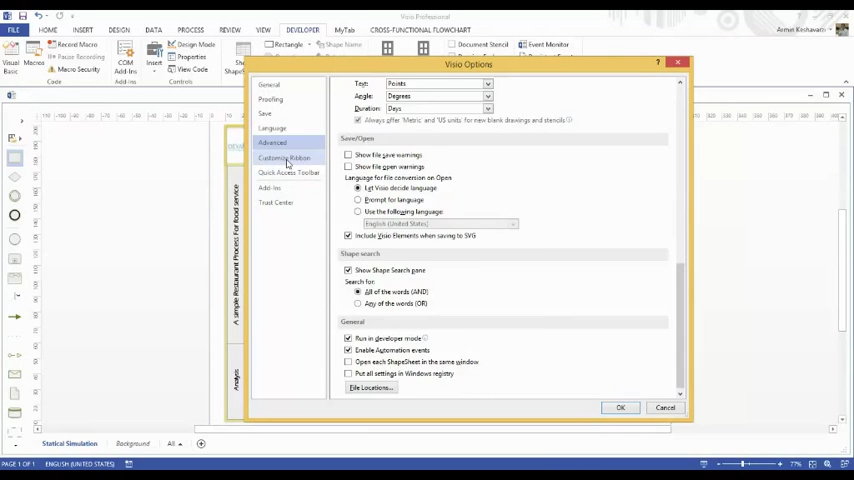 Visio Professional
FILE HOME INSERT DESIGN DATA PROCESS REVIEW VIEW DEVELOPER MyTab CROSS-FUNCTIONAL FLOWCHART
Armin Keshavarzi
Visual Basic
Record Macro
Pause Recording
Macro Security
Code
COM Add-Ins
Add-Ins
Insert
Design Mode
Properties
View Code
Controls
Rectangle
Shape Name
Document Stencil
Event Monitor
Visio Options
General
Proofing
Save
Language
Advanced
Customize Ribbon
Quick Access Toolbar
Add-Ins
Trust Center
Text: Points
Angle: Degrees
Duration: Days
Always offer 'Metric' and 'US units' for new blank drawings and stencils
Save/Open
Show file save warnings
Show file open warnings
Language for file conversion on Open
Let Visio decide language
Prompt for language
Use the following language:
English (United States)
Include Visio Elements when saving to SVG
Shape search
Show Shape Search pane
Search for:
All of the words (AND)
Any of the words (OR)
General
Run in developer mode
Enable Automation events
Open each ShapeSheet in the same window
Put all settings in Windows registry
File Locations...
OK Cancel
A simple Restaurant Process For Food service
Analysis
Statical Simulation Background All
PAGE 1 OF 1 ENGLISH (UNITED STATES)
77%